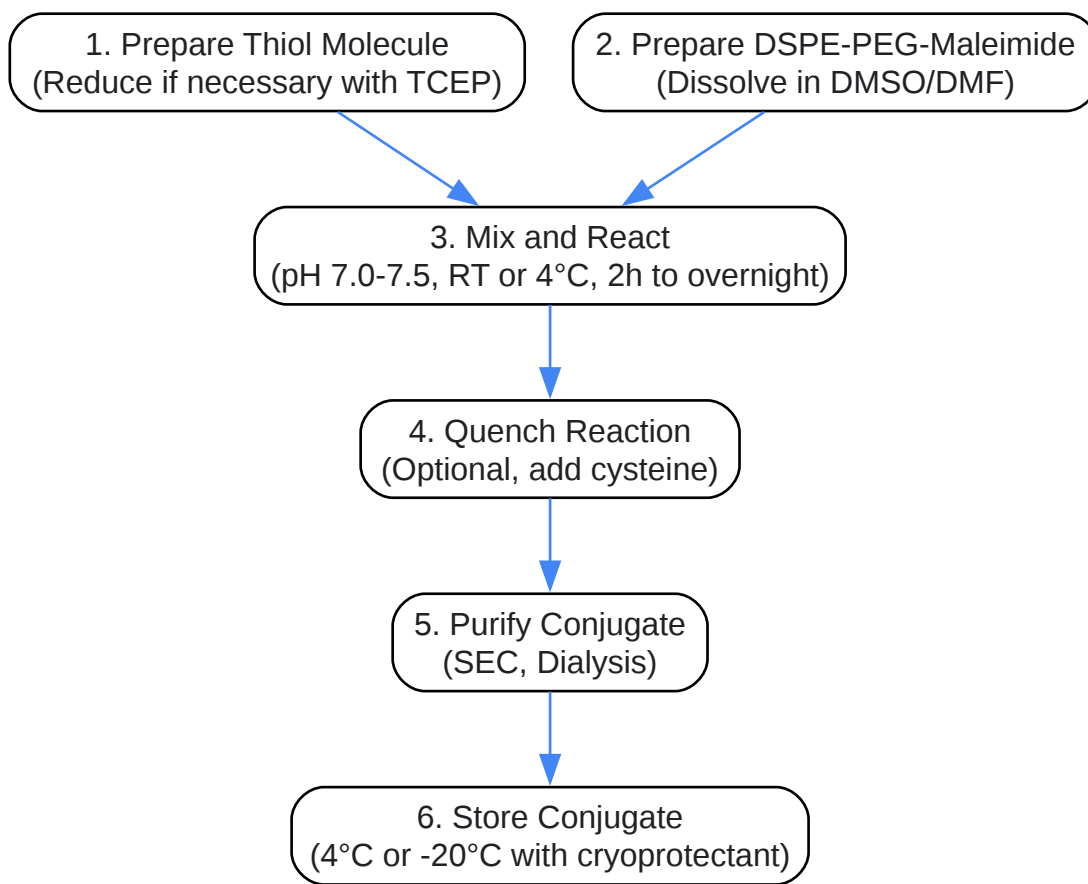 1. Prepare Thiol Molecule
(Reduce if necessary with TCEP)
2. Prepare DSPE-PEG-Maleimide
(Dissolve in DMSO/DMF)
3. Mix and React
(pH 7.0-7.5, RT or 4°C, 2h to overnight)
4. Quench Reaction
(Optional, add cysteine)
5. Purify Conjugate
(SEC, Dialysis)
6. Store Conjugate
(4°C or -20°C with cryoprotectant)